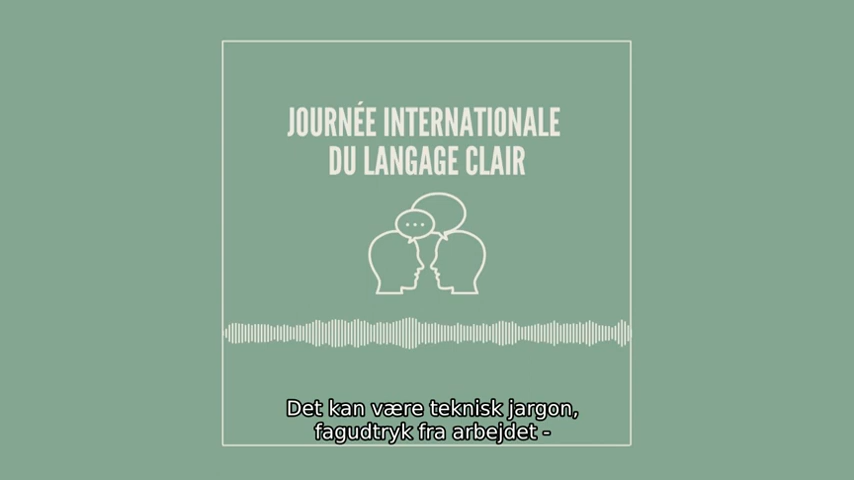 JOURNÉE INTERNATIONALE
DU LANGAGE CLAIR
Det kan være teknisk jargon,
fagudtryk fra arbejdet -